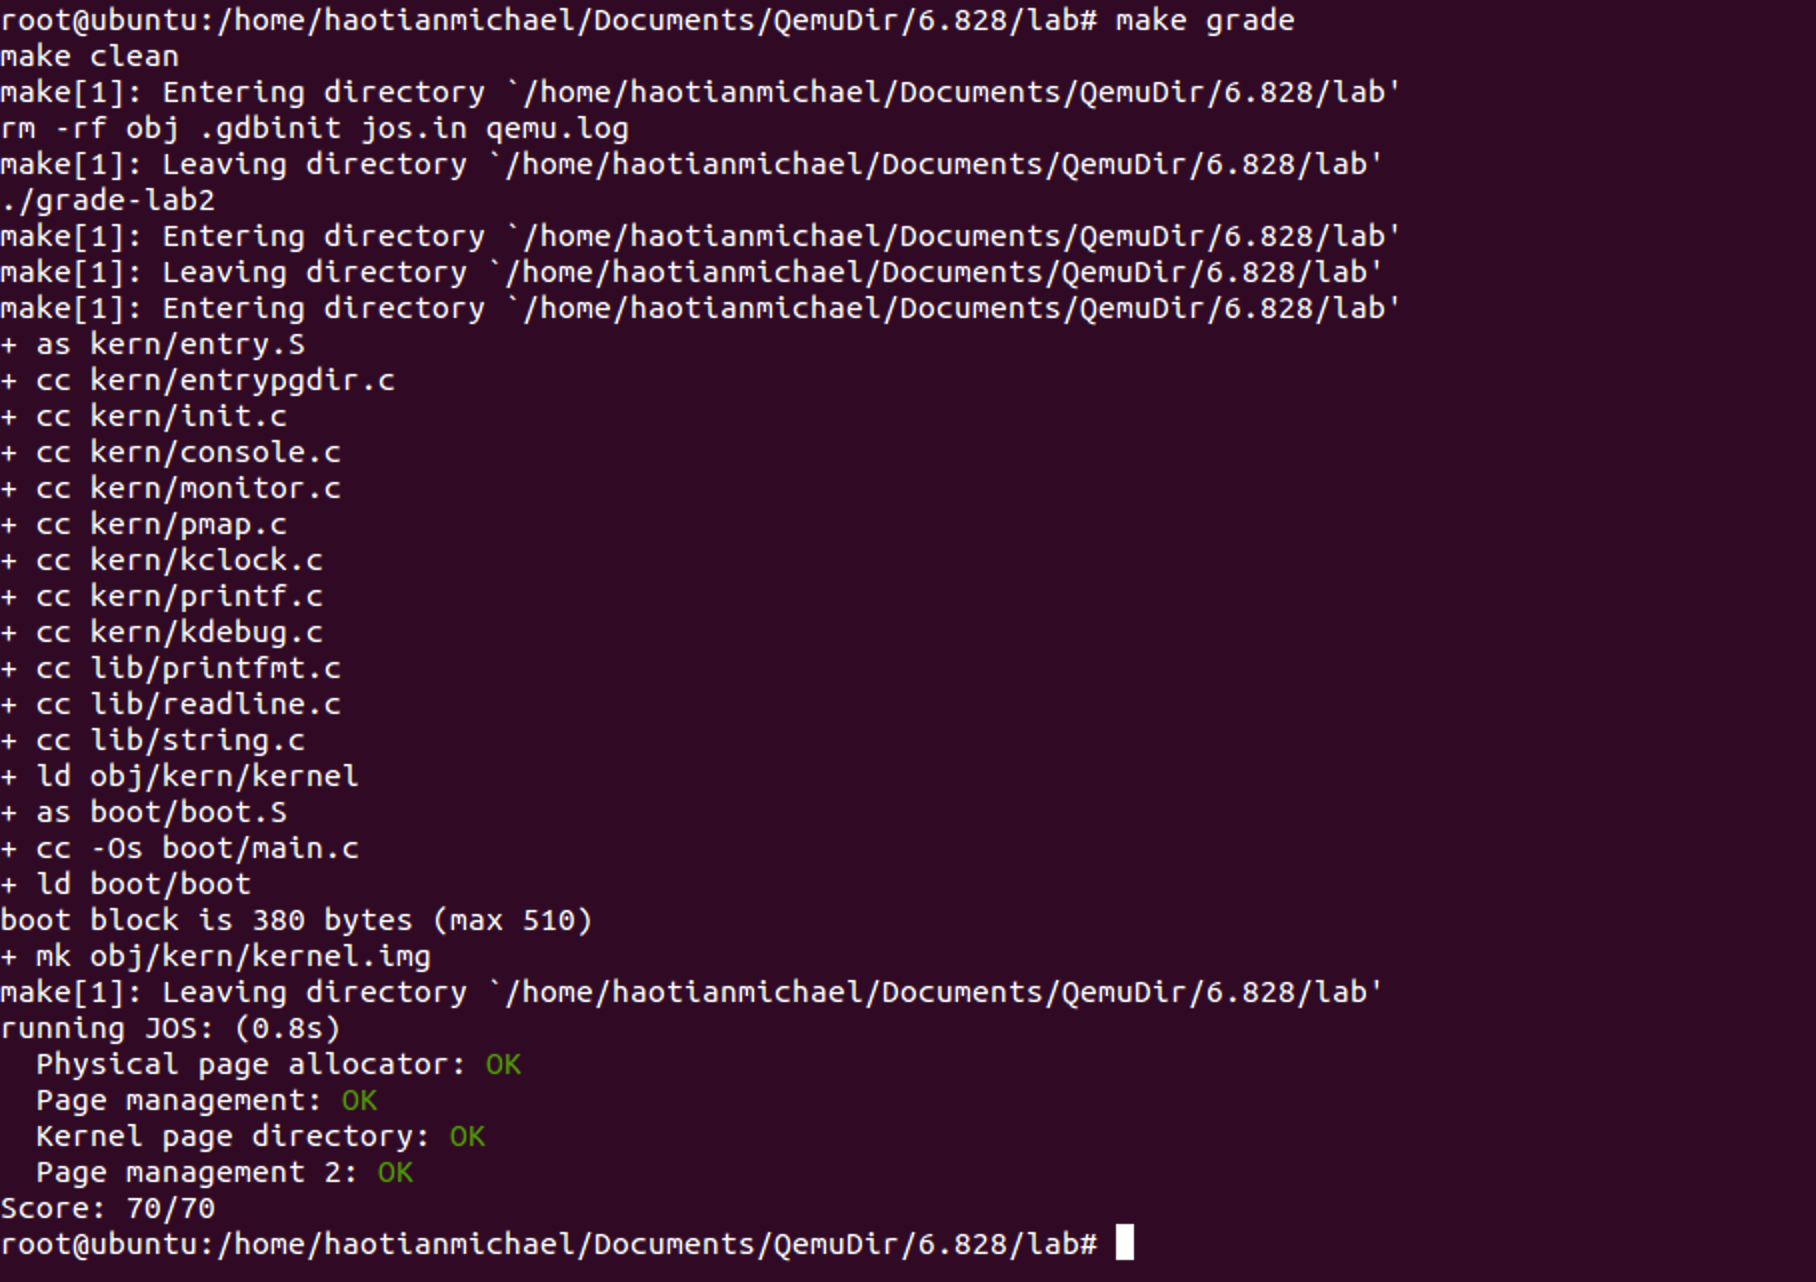 root@ubuntu:/home/haotianmichael/Documents/QemuDir/6.828/lab# make grade
make clean
make[1]: Entering directory `/home/haotianmichael/Documents/QemuDir/6.828/lab'
rm -rf obj .gdbinit jos.in qemu.log
make[1]: Leaving directory `/home/haotianmichael/Documents/QemuDir/6.828/lab'
./grade-lab2
make[1]: Entering directory `/home/haotianmichael/Documents/QemuDir/6.828/lab'
make[1]: Leaving directory `/home/haotianmichael/Documents/QemuDir/6.828/lab'
make[1]: Entering directory `/home/haotianmichael/Documents/QemuDir/6.828/lab'
+ as kern/entry.S
+ cc kern/entrypgdir.c
+ cc kern/init.c
+ cc kern/console.c
+ cc kern/monitor.c
+ cc kern/pmap.c
+ cc kern/kclock.c
+ cc kern/printf.c
+ cc kern/kdebug.c
+ cc lib/printfmt.c
+ cc lib/readline.c
+ cc lib/string.c
+ ld obj/kern/kernel
+ as boot/boot.S
+ cc -Os boot/main.c
+ ld boot/boot
boot block is 380 bytes (max 510)
+ mk obj/kern/kernel.img
make[1]: Leaving directory `/home/haotianmichael/Documents/QemuDir/6.828/lab'
running JOS: (0.8s)
  Physical page allocator: OK
  Page management: OK
  Kernel page directory: OK
  Page management 2: OK
Score: 70/70
root@ubuntu:/home/haotianmichael/Documents/QemuDir/6.828/lab#